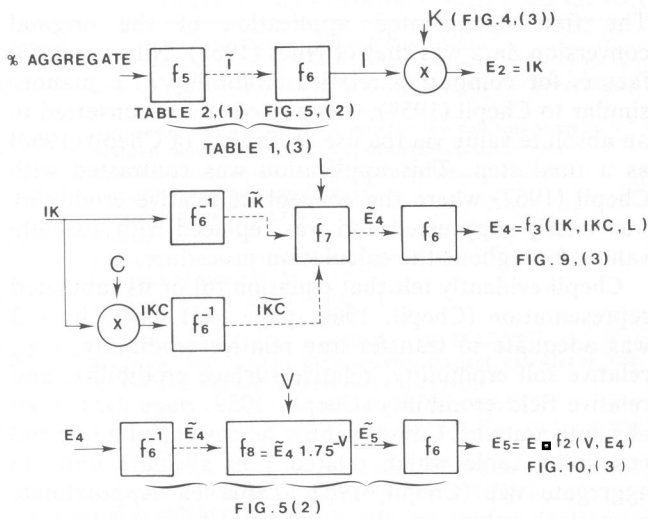 K (FIG.4,(3))
% AGGREGATE f5 Ĩ f6 X E2 = IK
TABLE 2,(1) FIG.5,(2)
TABLE 1,(3)
L
IK f6⁻¹ ĨK̃ f7 Ẽ4 f6 E4=f3(IK,IKC,L)
FIG.9,(3)
C
X IKC f6⁻¹ ĨK̃C̃
V
E4 f6⁻¹ Ẽ4 f8=Ẽ4 1.75⁻ⱽ Ẽ5 f6 E5= E f2(V,E4)
FIG.10,(3)
FIG.5(2)